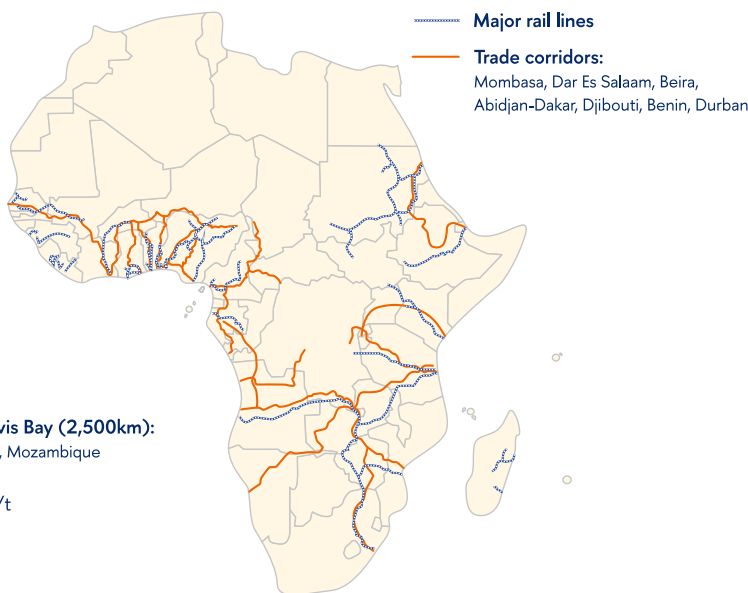 Major rail lines
Trade corridors:
Mombasa, Dar Es Salaam, Beira,
Abidjan-Dakar, Djibouti, Benin, Durban
vis Bay (2,500km):
, Mozambique
/t